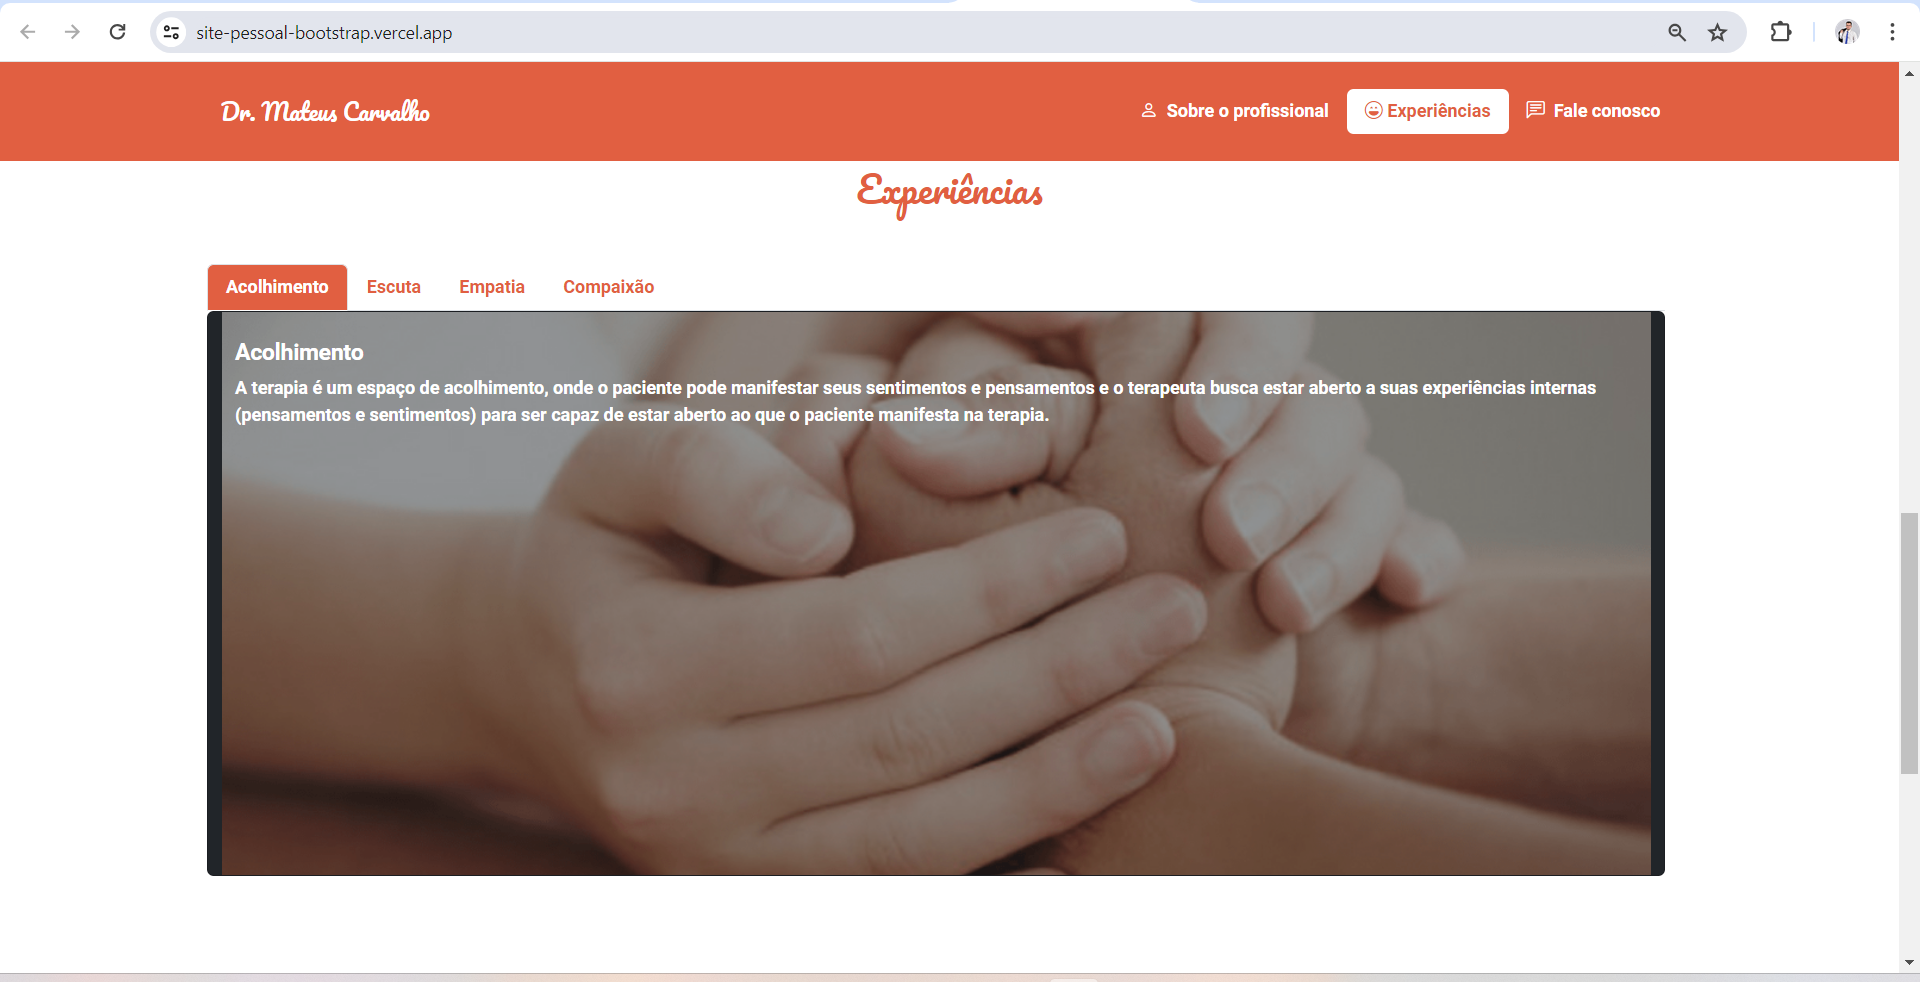 site-pessoal-bootstrap.vercel.app
Dr. Mateus Carvalho
Sobre o profissional
Experiências
Fale conosco
Experiências
Acolhimento
Escuta
Empatia
Compaixão
Acolhimento
A terapia é um espaço de acolhimento, onde o paciente pode manifestar seus sentimentos e pensamentos e o terapeuta busca estar aberto a suas experiências internas
(pensamentos e sentimentos) para ser capaz de estar aberto ao que o paciente manifesta na terapia.